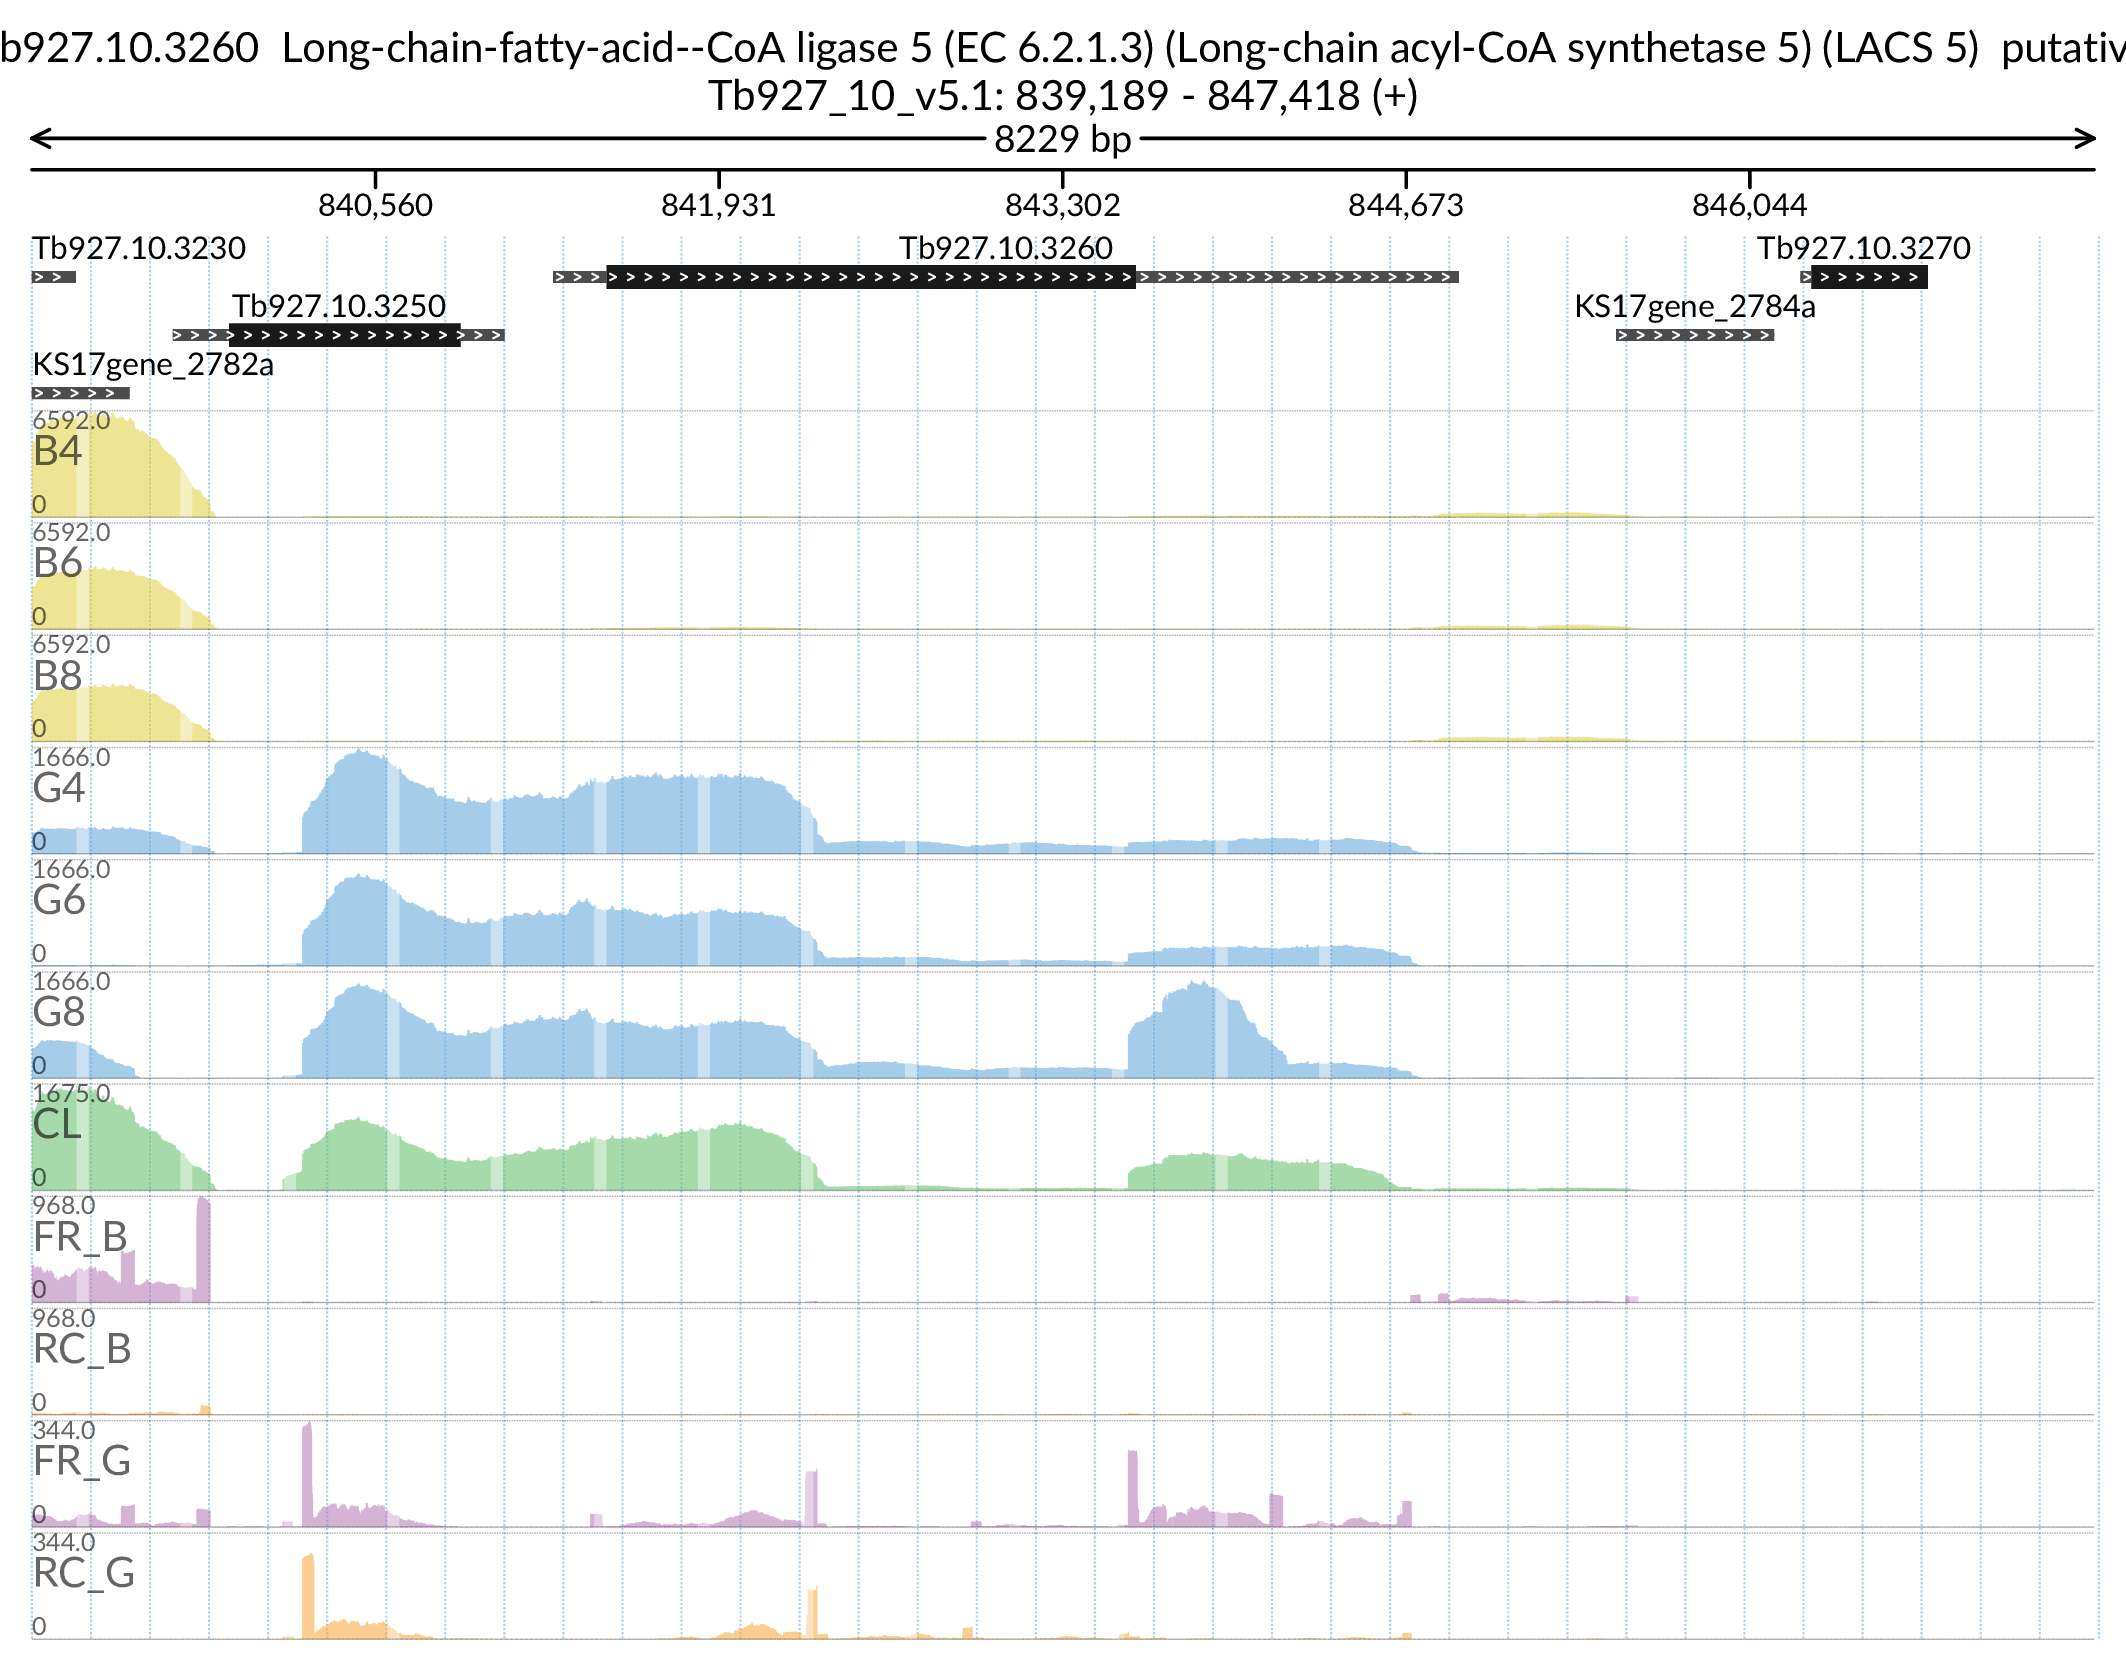 b927.10.3260 Long-chain-fatty-acid--CoA ligase 5 (EC 6.2.1.3) (Long-chain acyl-CoA synthetase 5) (LACS 5) putativ
Tb927_10_v5.1: 839,189 - 847,418 (+)
8229 bp
840,560 841,931 843,302 844,673 846,044
Tb927.10.3230 Tb927.10.3260 Tb927.10.3270
Tb927.10.3250 KS17gene_2784a
KS17gene_2782a
6592.0
B4
0
6592.0
B6
0
6592.0
B8
0
1666.0
G4
0
1666.0
G6
0
1666.0
G8
0
1675.0
CL
0
968.0
FR_B
0
968.0
RC_B
0
344.0
FR_G
0
344.0
RC_G
0